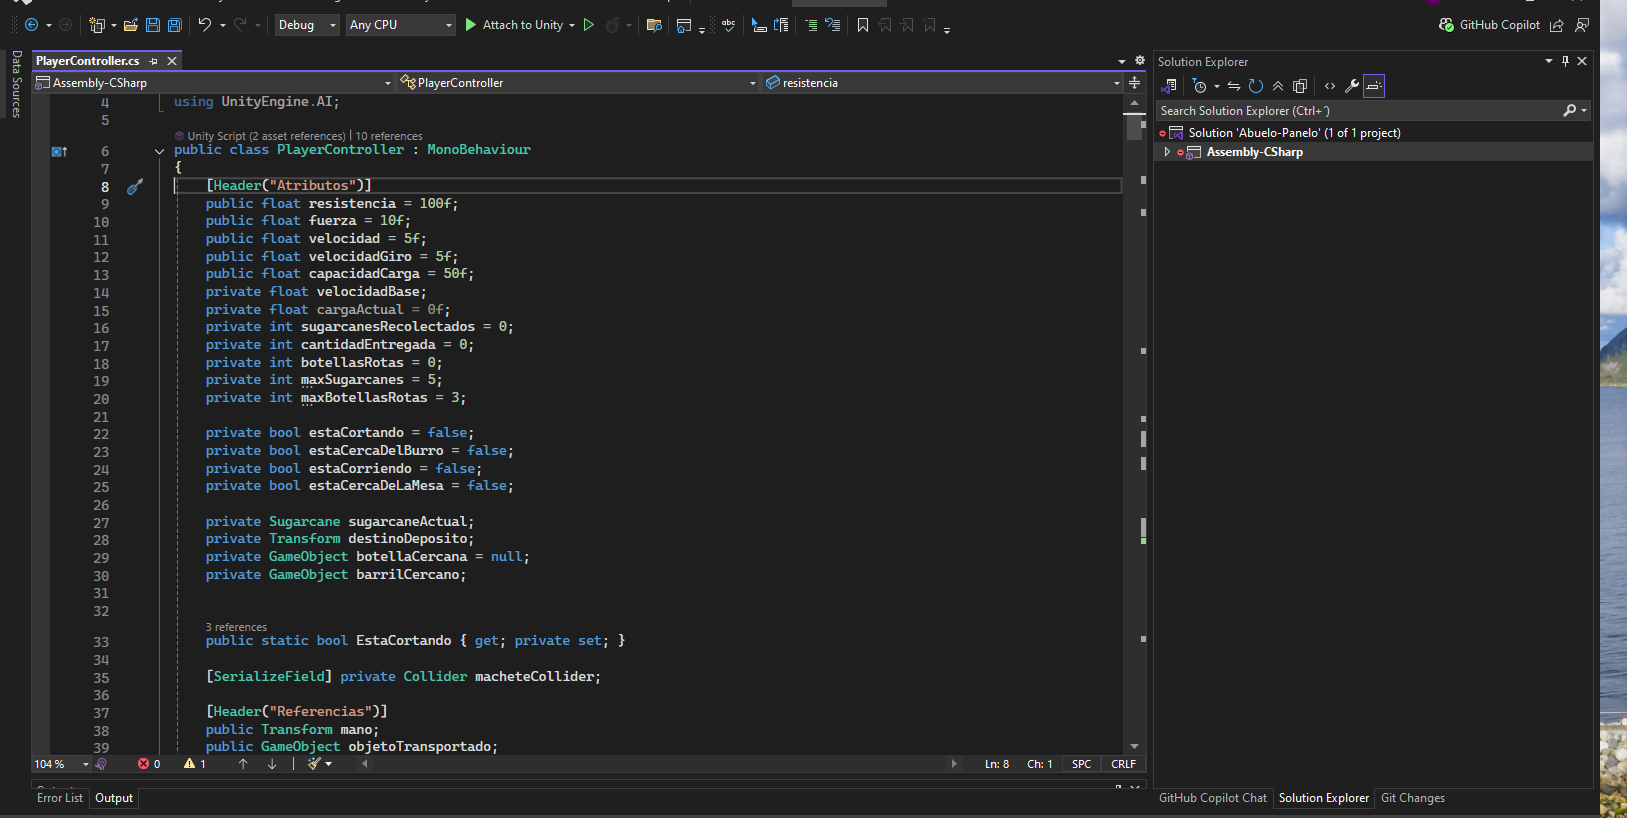 Debug
Any CPU
Attach to Unity
GitHub Copilot
Data Sources
PlayerController.cs
Assembly-CSharp
PlayerController
resistencia
4 using UnityEngine.AI;
5
Unity Script (2 asset references) | 10 references
6 public class PlayerController : MonoBehaviour
7 {
8 [Header("Atributos")]
9 public float resistencia = 100f;
10 public float fuerza = 10f;
11 public float velocidad = 5f;
12 public float velocidadGiro = 5f;
13 public float capacidadCarga = 50f;
14 private float velocidadBase;
15 private float cargaActual = 0f;
16 private int sugarcanesRecolectados = 0;
17 private int cantidadEntregada = 0;
18 private int botellasRotas = 0;
19 private int maxSugarcanes = 5;
20 private int maxBotellasRotas = 3;
21
22 private bool estaCortando = false;
23 private bool estaCercaDelBurro = false;
24 private bool estaCorriendo = false;
25 private bool estaCercaDeLaMesa = false;
26
27 private Sugarcane sugarcaneActual;
28 private Transform destinoDeposito;
29 private GameObject botellaCercana = null;
30 private GameObject barrilCercano;
31
32
3 references
33 public static bool EstaCortando { get; private set; }
34
35 [SerializeField] private Collider macheteCollider;
36
37 [Header("Referencias")]
38 public Transform mano;
39 public GameObject objetoTransportado;
104 %
0
1
Ln: 8 Ch: 1 SPC CRLF
Error List Output
Solution Explorer
Search Solution Explorer (Ctrl+´)
Solution 'Abuelo-Panelo' (1 of 1 project)
Assembly-CSharp
GitHub Copilot Chat Solution Explorer Git Changes